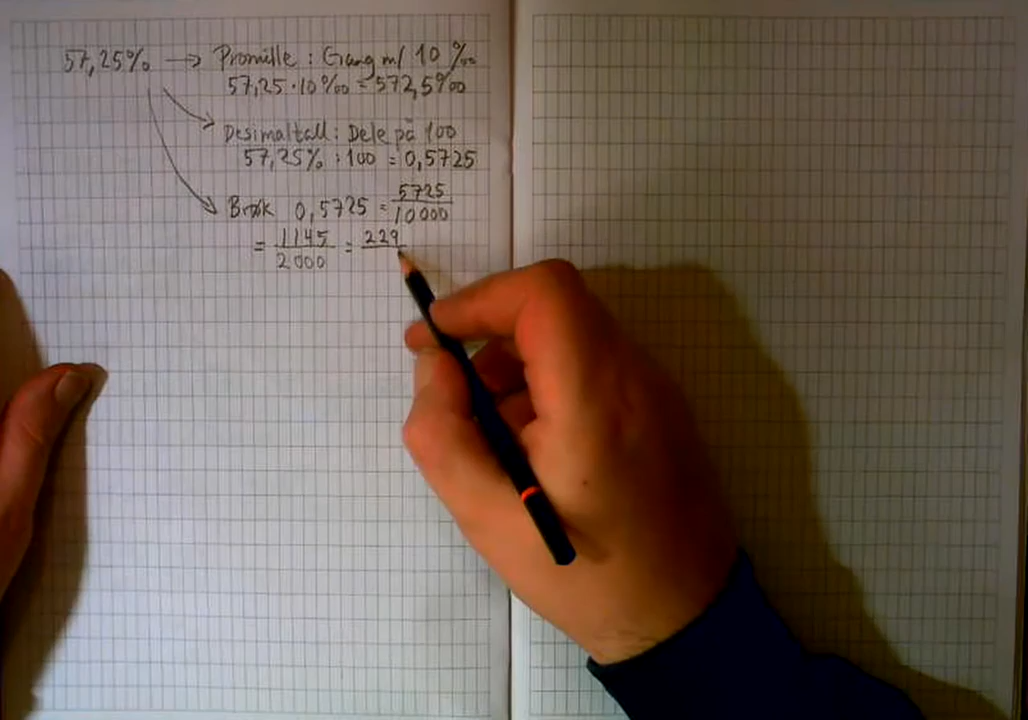 57,25% → Promille : Gang m/ 10 ‰
57,25 · 10 ‰ = 572,5‰
Desimaltall : Dele på 100
57,25% : 100 = 0,5725
Brøk 0,5725 = 5725/10000
= 1145/2000 = 229/